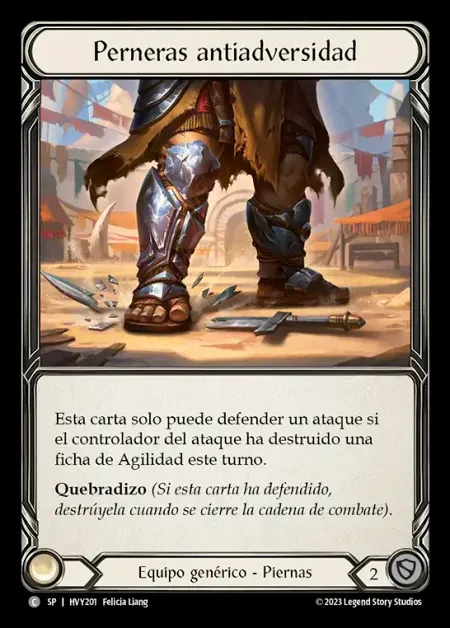 Perneras antiadversidad
Esta carta solo puede defender un ataque si
el controlador del ataque ha destruido una
ficha de Agilidad este turno.
Quebradizo (Si esta carta ha defendido,
destrúyela cuando se cierre la cadena de combate).
Equipo genérico - Piernas
2
C SP | HVY201 Felicia Liang
© 2023 Legend Story Studios